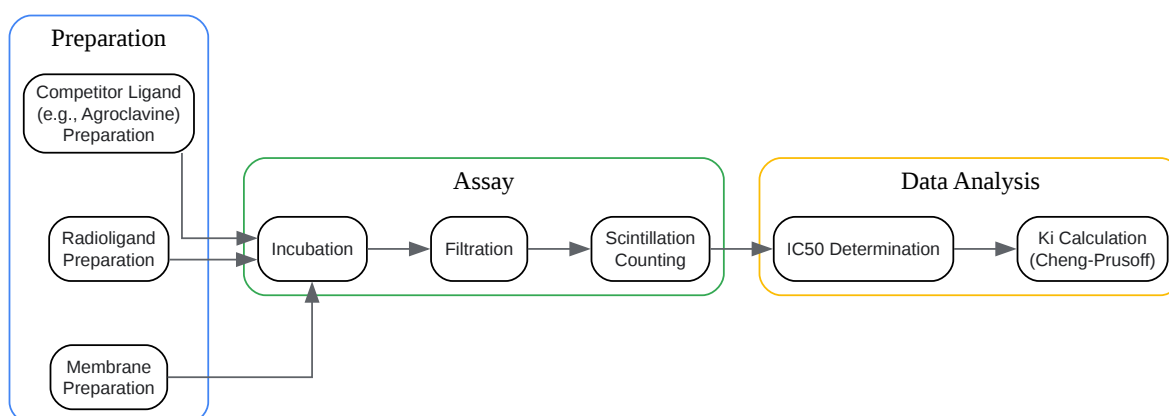 Preparation
Competitor Ligand
(e.g., Agroclavine)
Preparation
Radioligand
Preparation
Membrane
Preparation
Assay
Incubation
Filtration
Scintillation
Counting
Data Analysis
IC50 Determination
Ki Calculation
(Cheng-Prusoff)